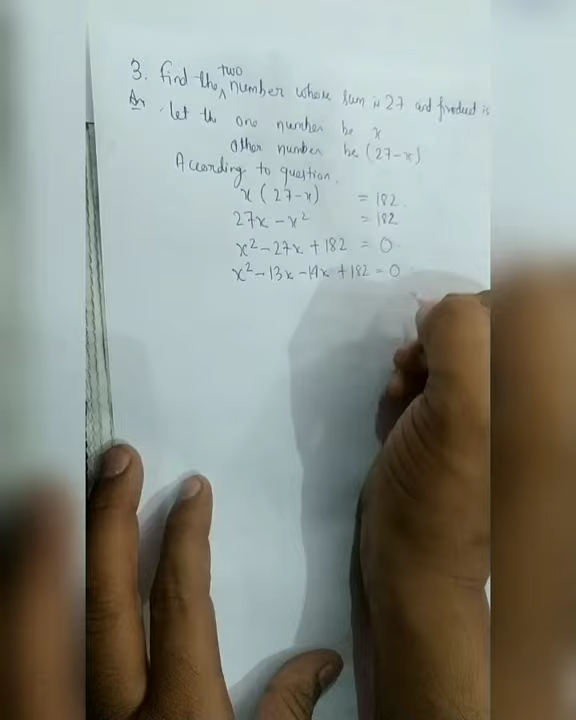 two
3. Find the ^ number whose sum is 27 and product is
An. let the one number be x
other number be (27-x)
According to question.
x (27-x) = 182.
27x - x² = 182
x² - 27x + 182 = 0.
x² - 13x - 14x + 182 = 0